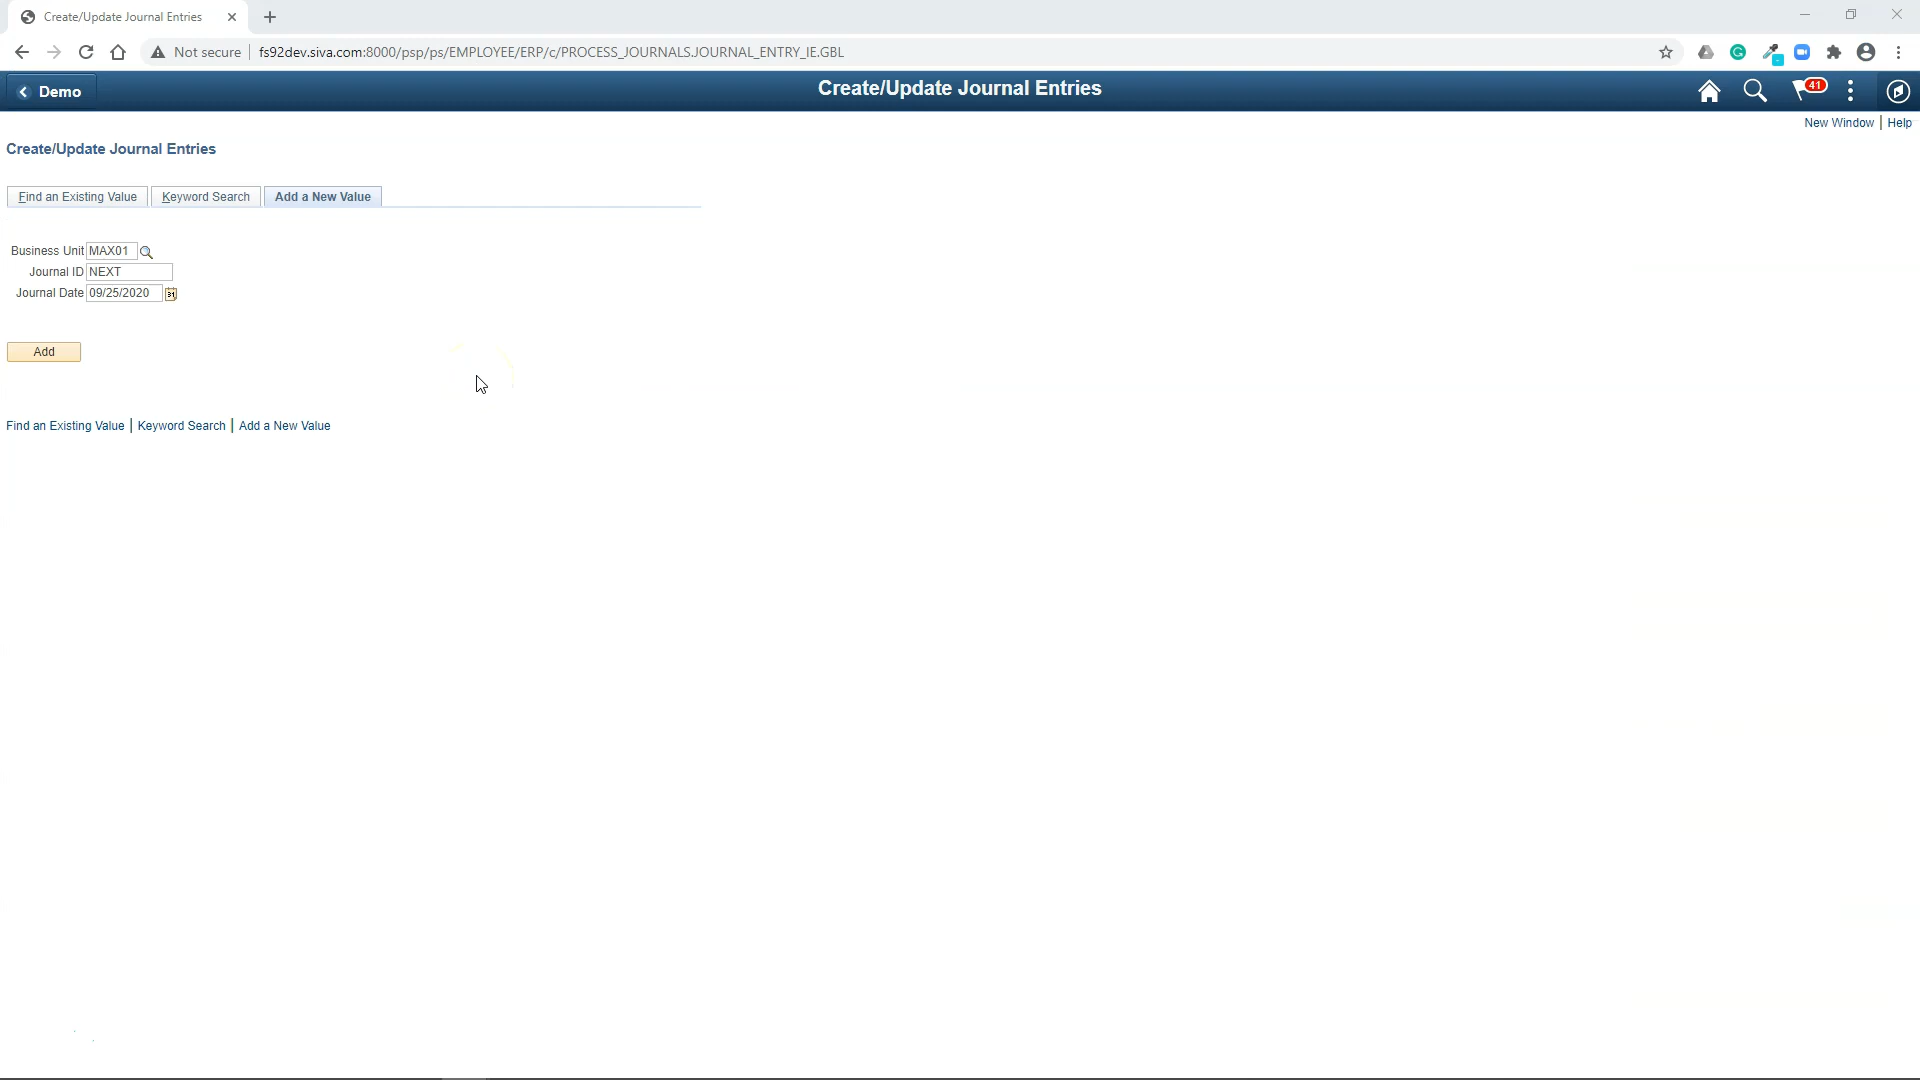 Create/Update Journal Entries
Not secure | fs92dev.siva.com:8000/psp/ps/EMPLOYEE/ERP/c/PROCESS_JOURNALS.JOURNAL_ENTRY_IE.GBL
Demo
Create/Update Journal Entries
41
New Window | Help
Create/Update Journal Entries
Find an Existing Value
Keyword Search
Add a New Value
Business Unit MAX01
Journal ID NEXT
Journal Date 09/25/2020
31
Add
Find an Existing Value | Keyword Search | Add a New Value